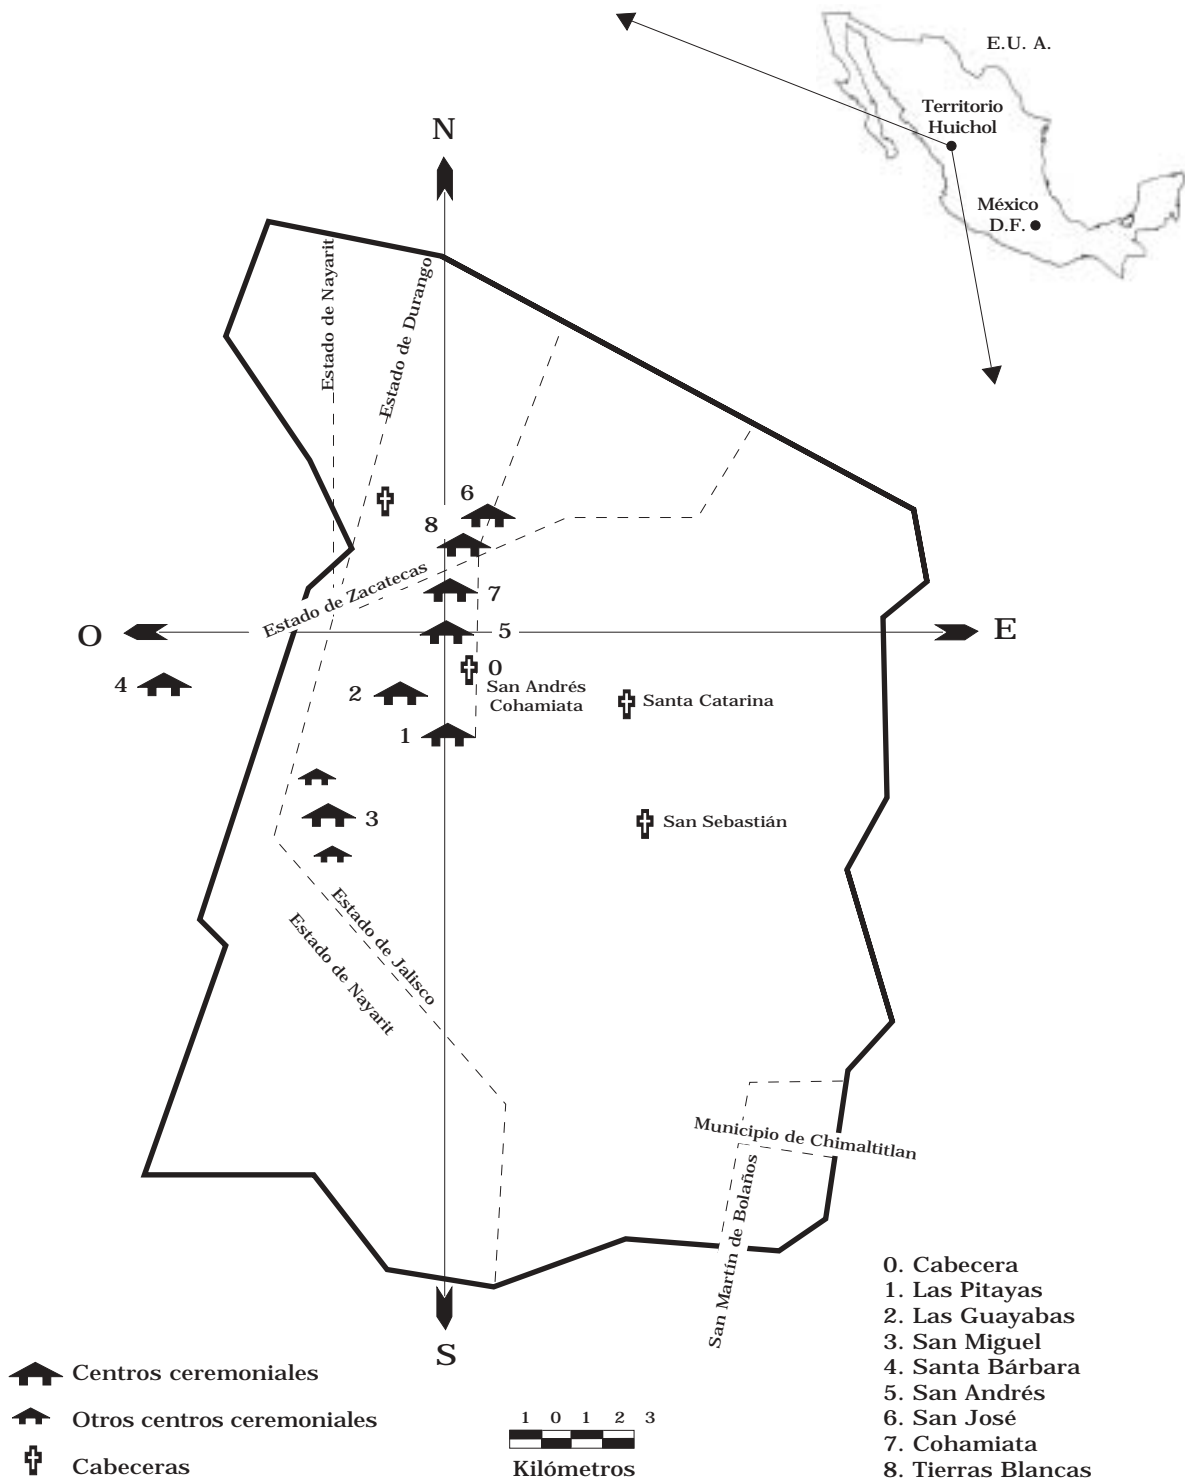 E.U. A.
Territorio
Huichol
México
D.F.
N
Estado de Nayarit
Estado de Durango
6
8
Estado de Zacatecas
7
O
5
E
4
2
0
San Andrés
Cohamiata
Santa Catarina
1
3
San Sebastián
Estado de Jalisco
Estado de Nayarit
Municipio de Chimaltitlan
San Martín de Bolaños
S
0. Cabecera
1. Las Pitayas
2. Las Guayabas
3. San Miguel
4. Santa Bárbara
5. San Andrés
6. San José
7. Cohamiata
8. Tierras Blancas
Centros ceremoniales
Otros centros ceremoniales
Cabeceras
1 0 1 2 3
Kilómetros